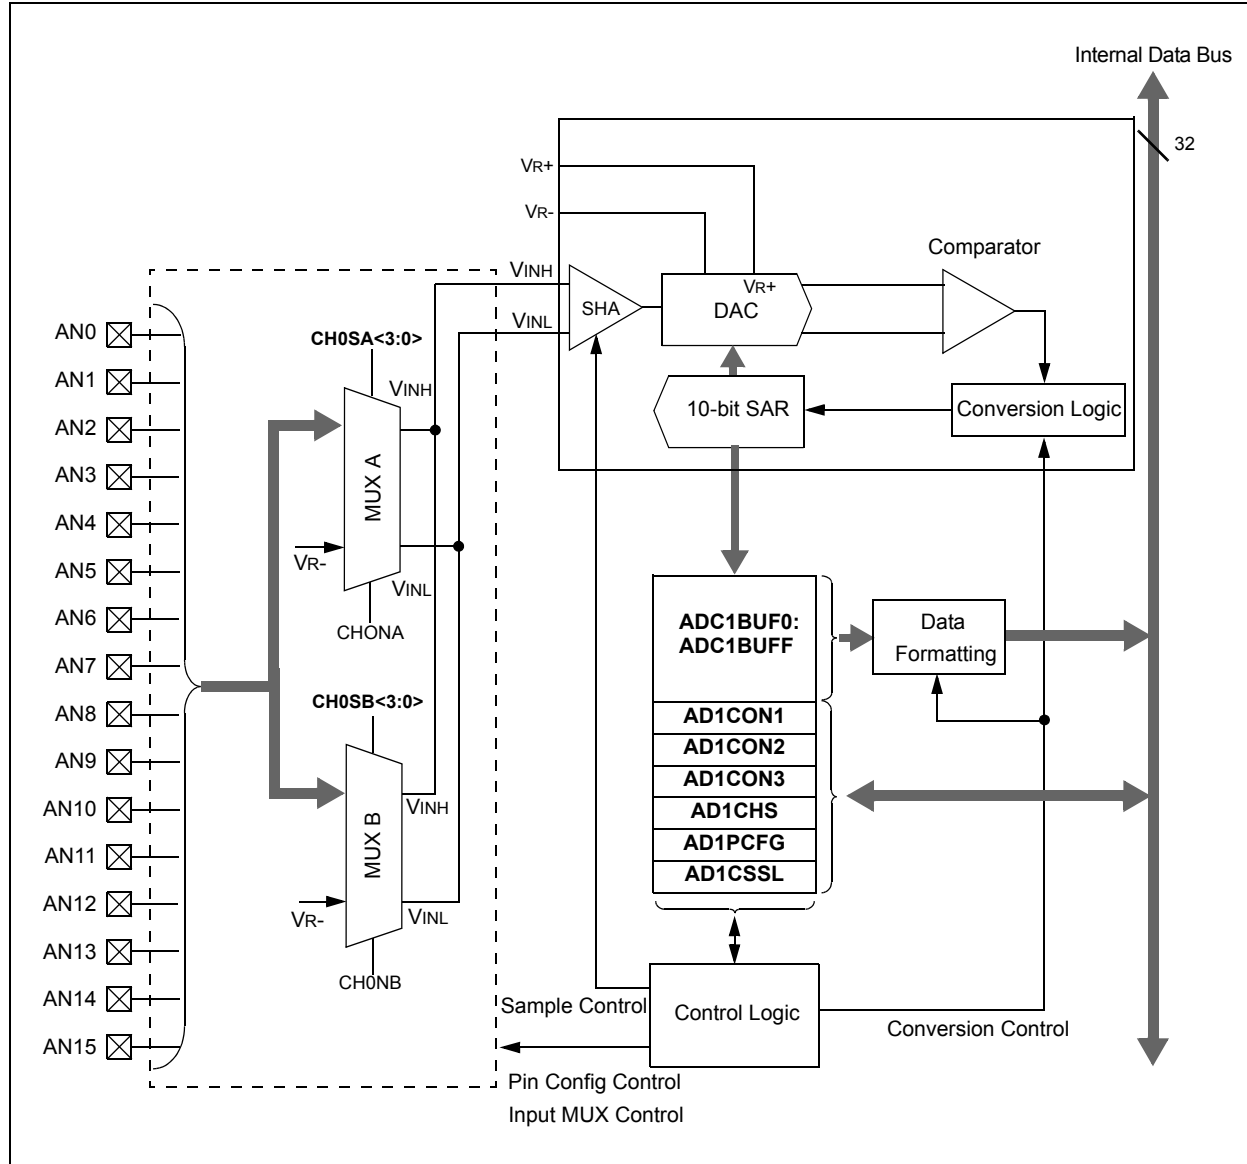 Internal Data Bus
32
VR+
VR-
Comparator
VINH
SHA
VR+
DAC
VINL
AN0
CH0SA<3:0>
AN1
VINH
10-bit SAR
Conversion Logic
AN2
AN3
MUX A
AN4
VR-
AN5
VINL
AN6
CHONA
ADC1BUF0:
ADC1BUFF
Data
Formatting
AN7
CH0SB<3:0>
AN8
AD1CON1
AN9
AD1CON2
AD1CON3
AN10
VINH
AD1CHS
MUX B
AN11
AD1PCFG
AD1CSSL
AN12
VR-
VINL
AN13
CH0NB
AN14
Sample Control
Control Logic
Conversion Control
AN15
Pin Config Control
Input MUX Control